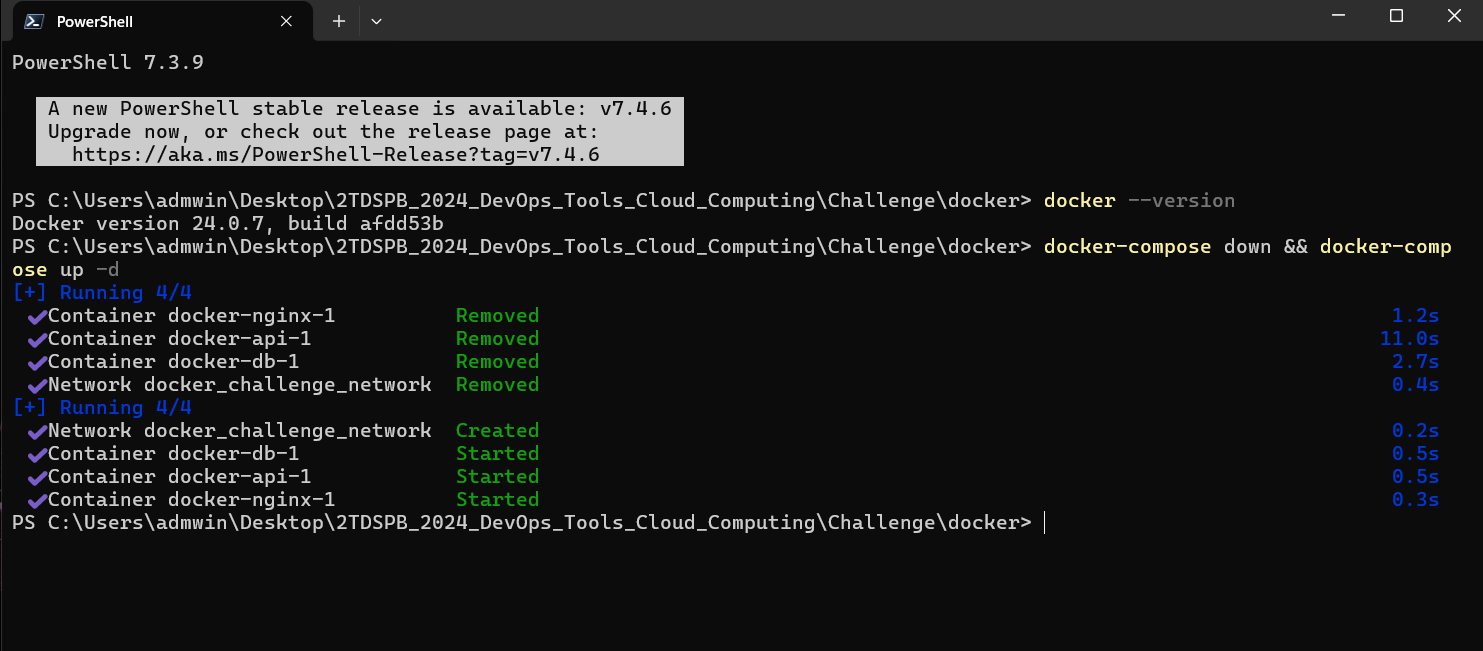 PowerShell
PowerShell 7.3.9
A new PowerShell stable release is available: v7.4.6
Upgrade now, or check out the release page at:
https://aka.ms/PowerShell-Release?tag=v7.4.6
PS C:\Users\admwin\Desktop\2TDSPB_2024_DevOps_Tools_Cloud_Computing\Challenge\docker> docker --version
Docker version 24.0.7, build afdd53b
PS C:\Users\admwin\Desktop\2TDSPB_2024_DevOps_Tools_Cloud_Computing\Challenge\docker> docker-compose down && docker-comp
ose up -d
[+] Running 4/4
✔Container docker-nginx-1 Removed 1.2s
✔Container docker-api-1 Removed 11.0s
✔Container docker-db-1 Removed 2.7s
✔Network docker_challenge_network Removed 0.4s
[+] Running 4/4
✔Network docker_challenge_network Created 0.2s
✔Container docker-db-1 Started 0.5s
✔Container docker-api-1 Started 0.5s
✔Container docker-nginx-1 Started 0.3s
PS C:\Users\admwin\Desktop\2TDSPB_2024_DevOps_Tools_Cloud_Computing\Challenge\docker>